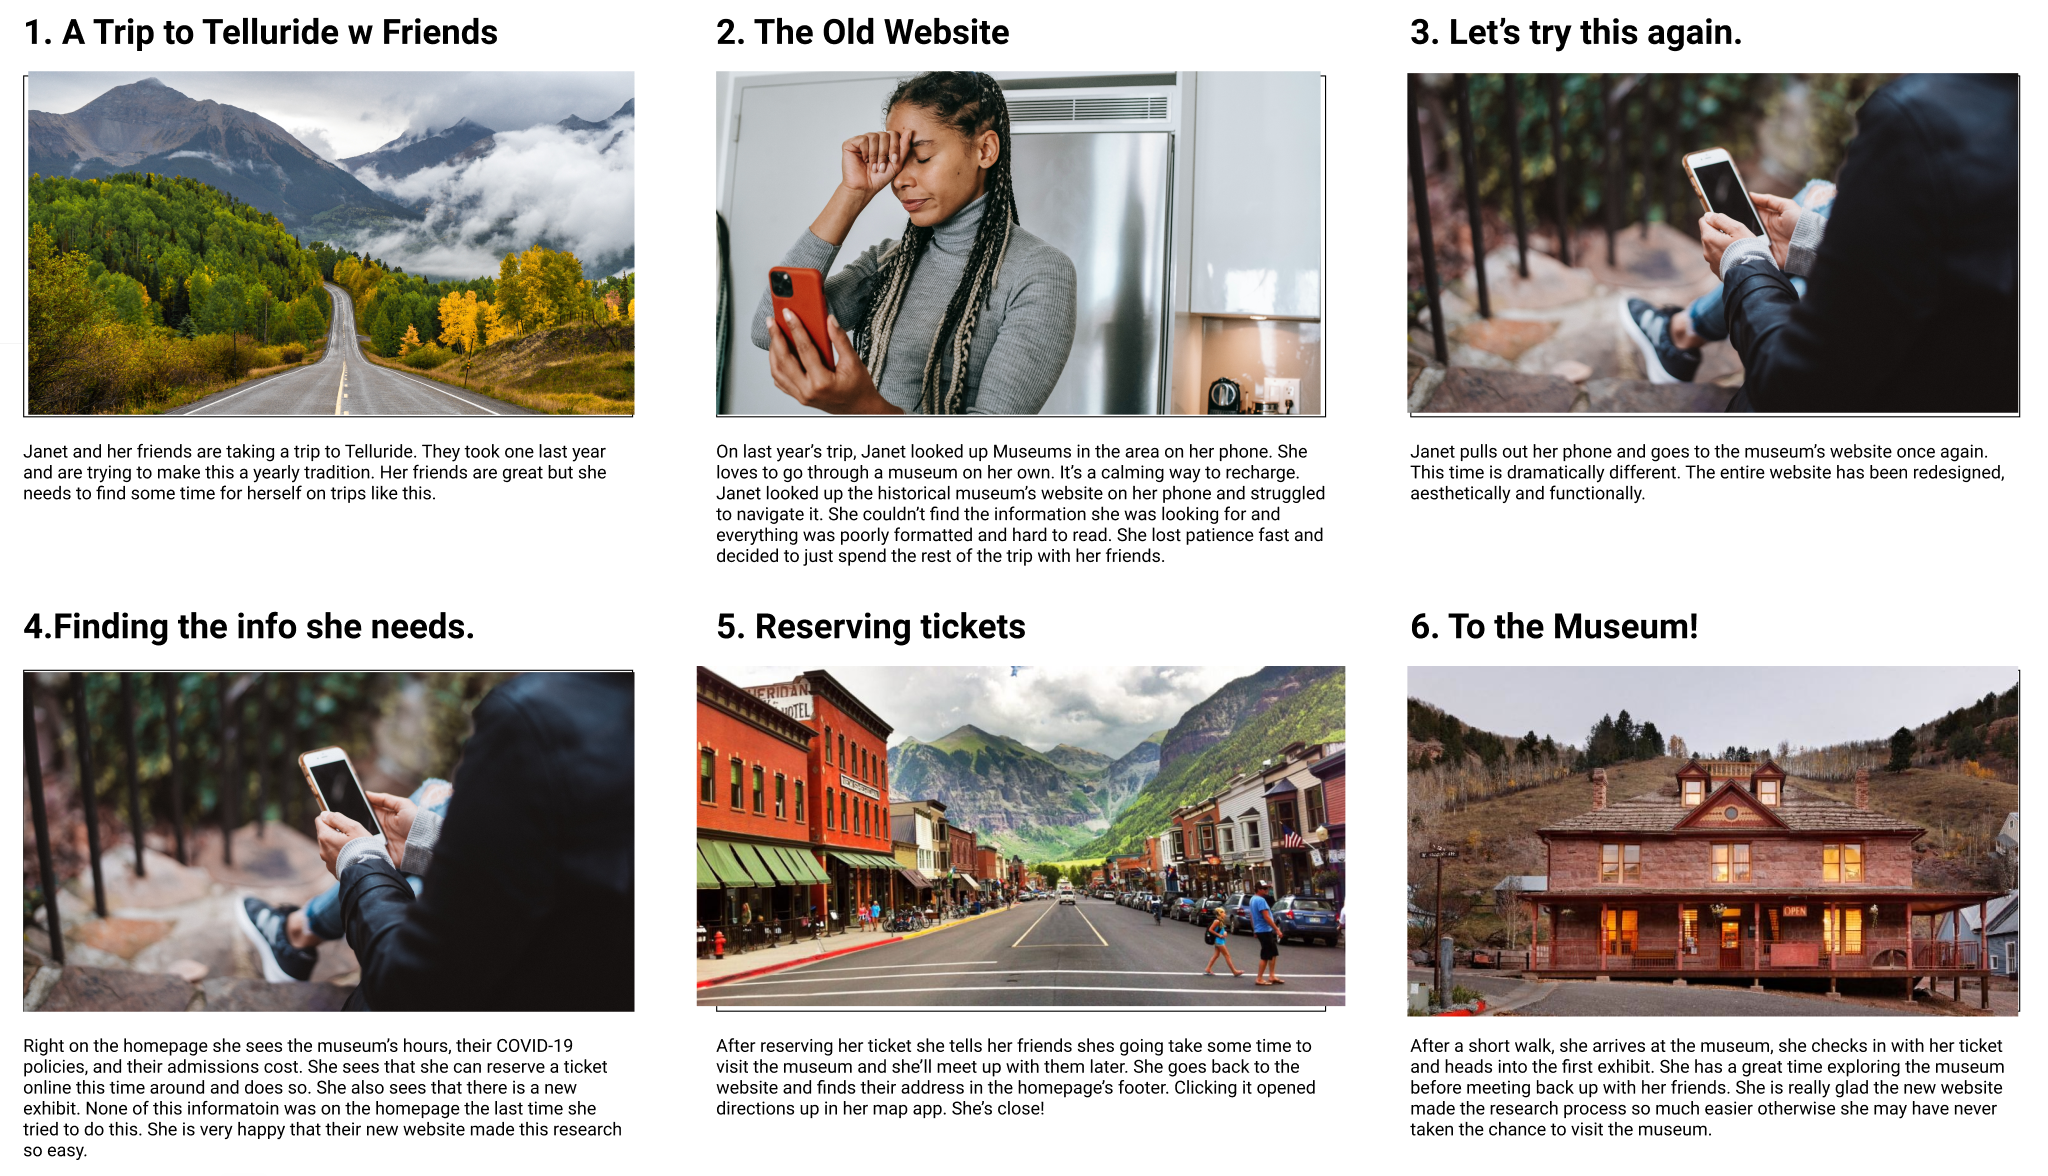 1. A Trip to Telluride w Friends
Janet and her friends are taking a trip to Telluride. They took one last year
and are trying to make this a yearly tradition. Her friends are great but she
needs to find some time for herself on trips like this.
2. The Old Website
On last year’s trip, Janet looked up Museums in the area on her phone. She
loves to go through a museum on her own. It’s a calming way to recharge.
Janet looked up the historical museum’s website on her phone and struggled
to navigate it. She couldn’t find the information she was looking for and
everything was poorly formatted and hard to read. She lost patience fast and
decided to just spend the rest of the trip with her friends.
3. Let’s try this again.
Janet pulls out her phone and goes to the museum’s website once again.
This time is dramatically different. The entire website has been redesigned,
aesthetically and functionally.
4.Finding the info she needs.
Right on the homepage she sees the museum’s hours, their COVID-19
policies, and their admissions cost. She sees that she can reserve a ticket
online this time around and does so. She also sees that there is a new
exhibit. None of this informatoin was on the homepage the last time she
tried to do this. She is very happy that their new website made this research
so easy.
5. Reserving tickets
HERIDAN
HOTEL
After reserving her ticket she tells her friends shes going take some time to
visit the museum and she’ll meet up with them later. She goes back to the
website and finds their address in the homepage’s footer. Clicking it opened
directions up in her map app. She’s close!
6. To the Museum!
OPEN
After a short walk, she arrives at the museum, she checks in with her ticket
and heads into the first exhibit. She has a great time exploring the museum
before meeting back up with her friends. She is really glad the new website
made the research process so much easier otherwise she may have never
taken the chance to visit the museum.